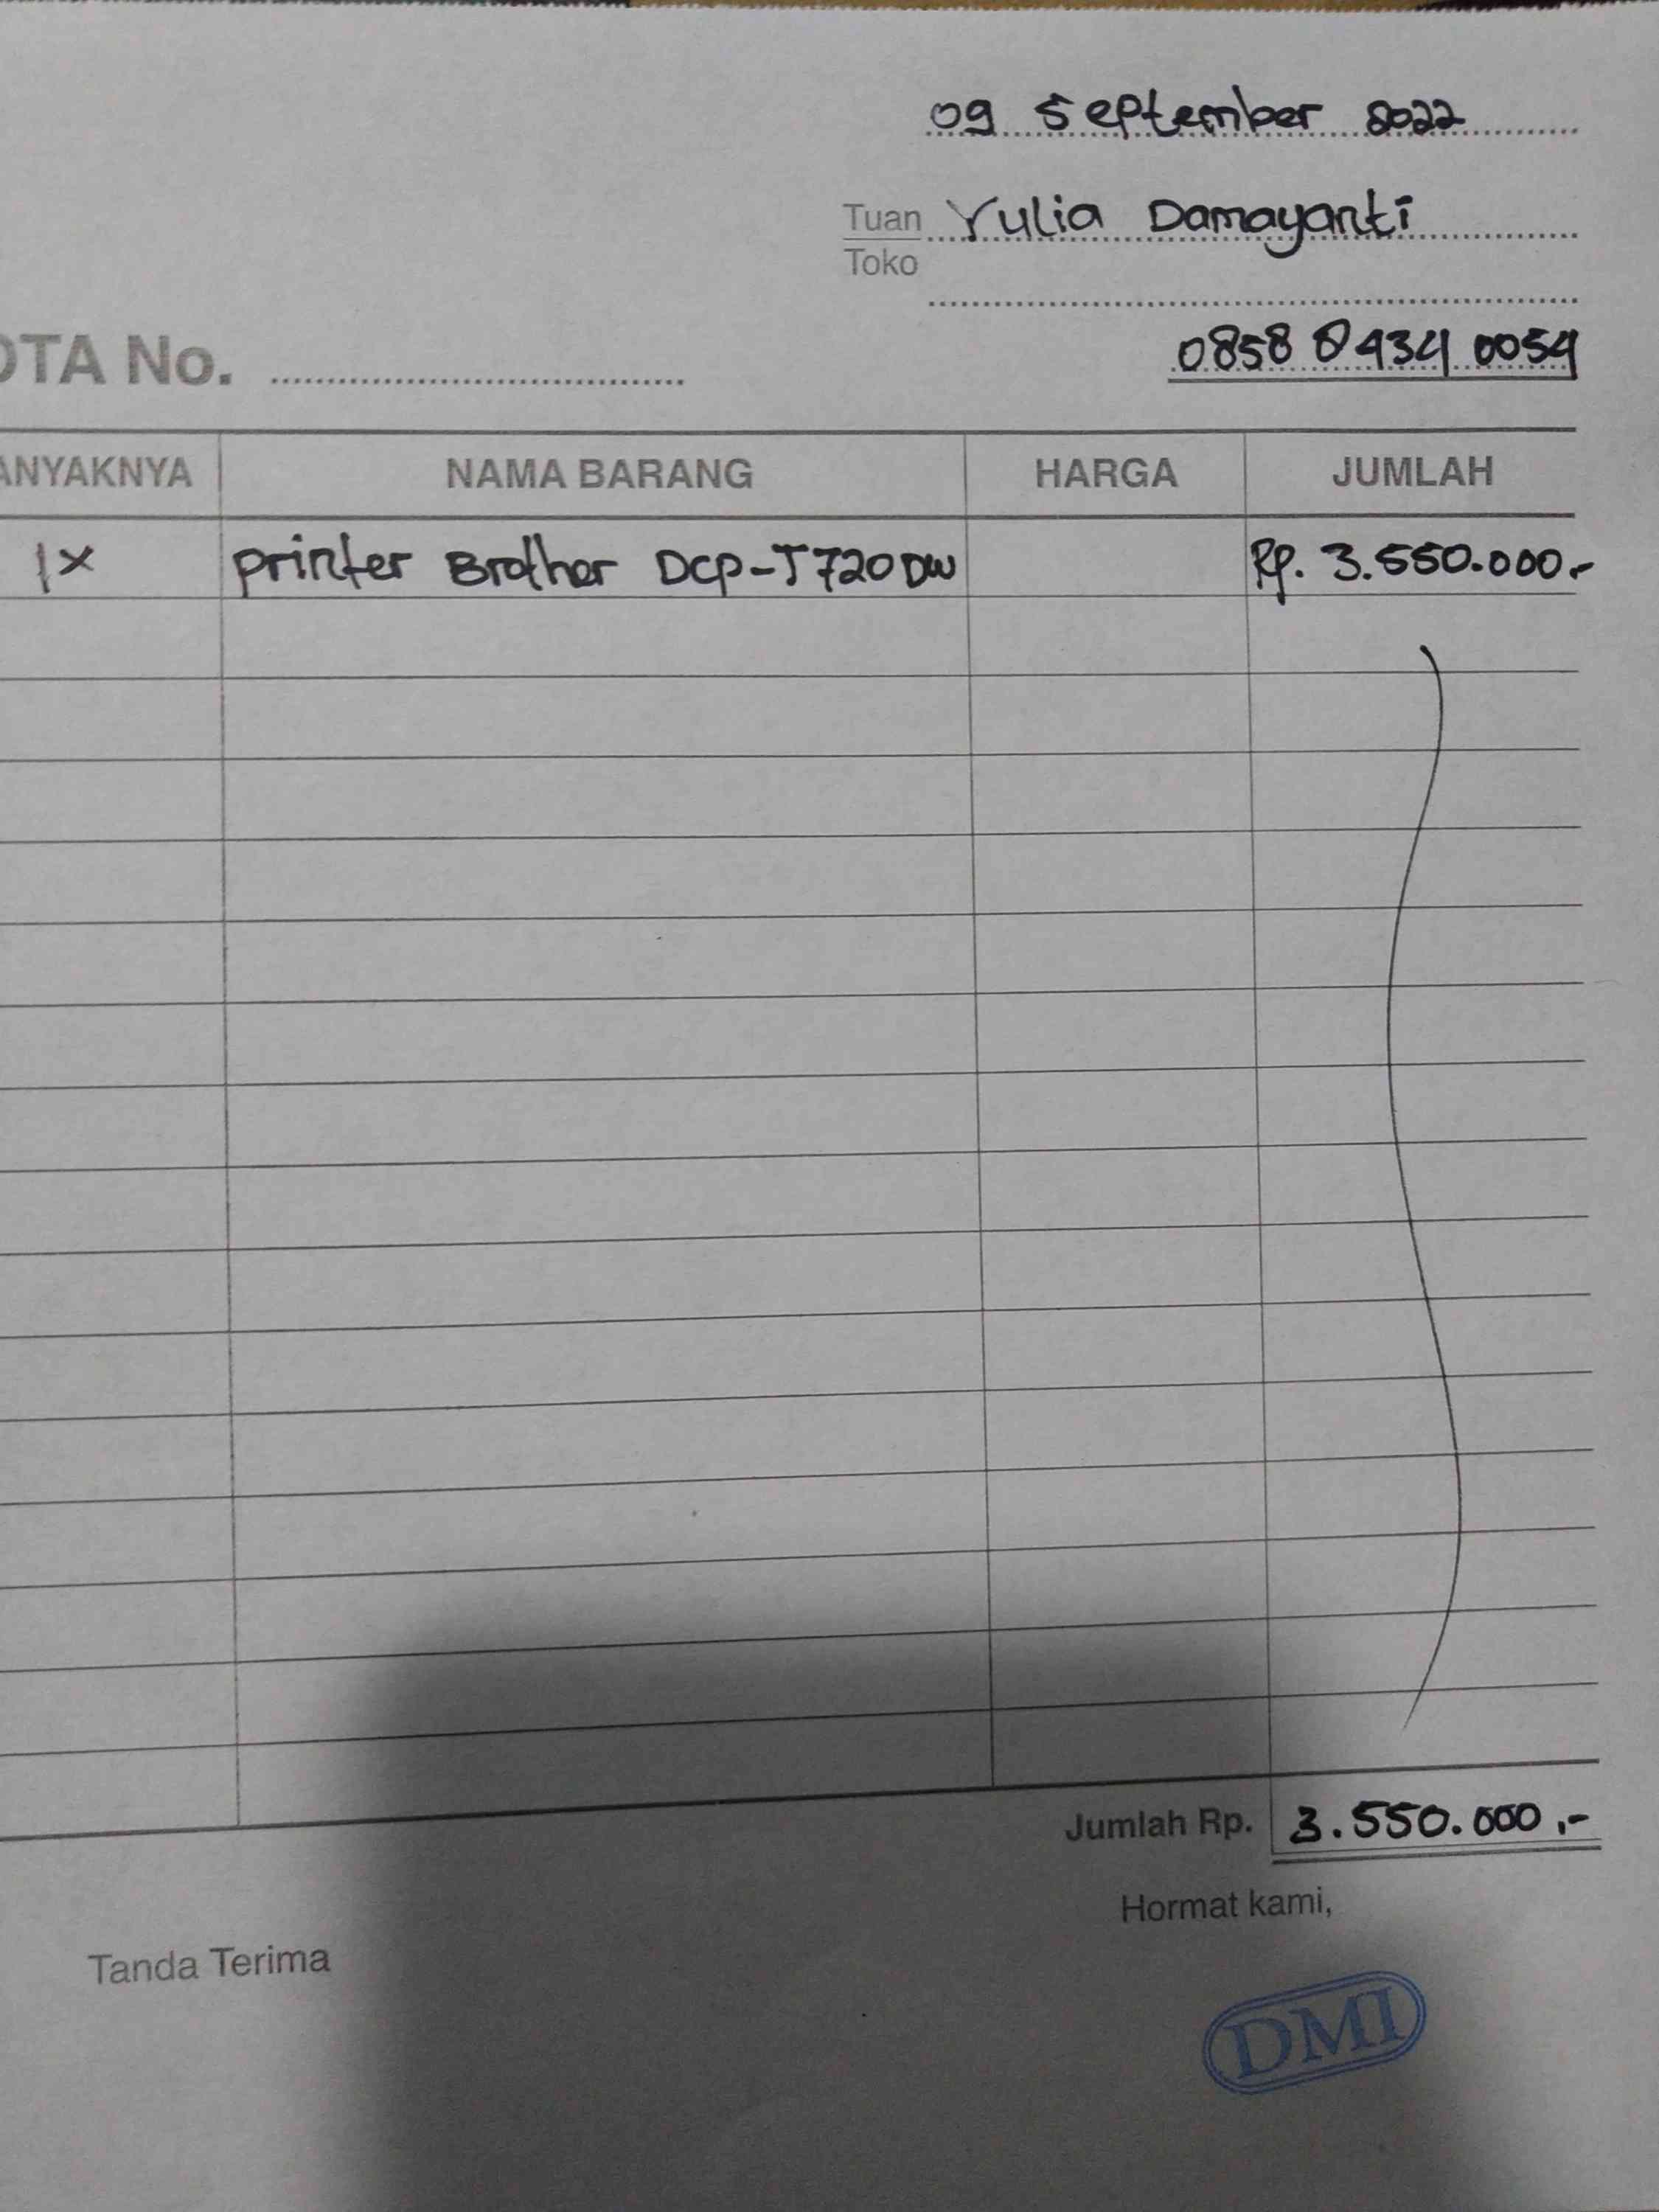 09 September 2022
Tuan Yulia Damayanti
Toko
OTA No.
0858 8434 0054
ANYAKNYA NAMA BARANG HARGA JUMLAH
1x Printer Brother DCP-T720DW Rp. 3.550.000.-
Jumlah Rp. 3.550.000,-
Hormat kami,
Tanda Terima
DMI